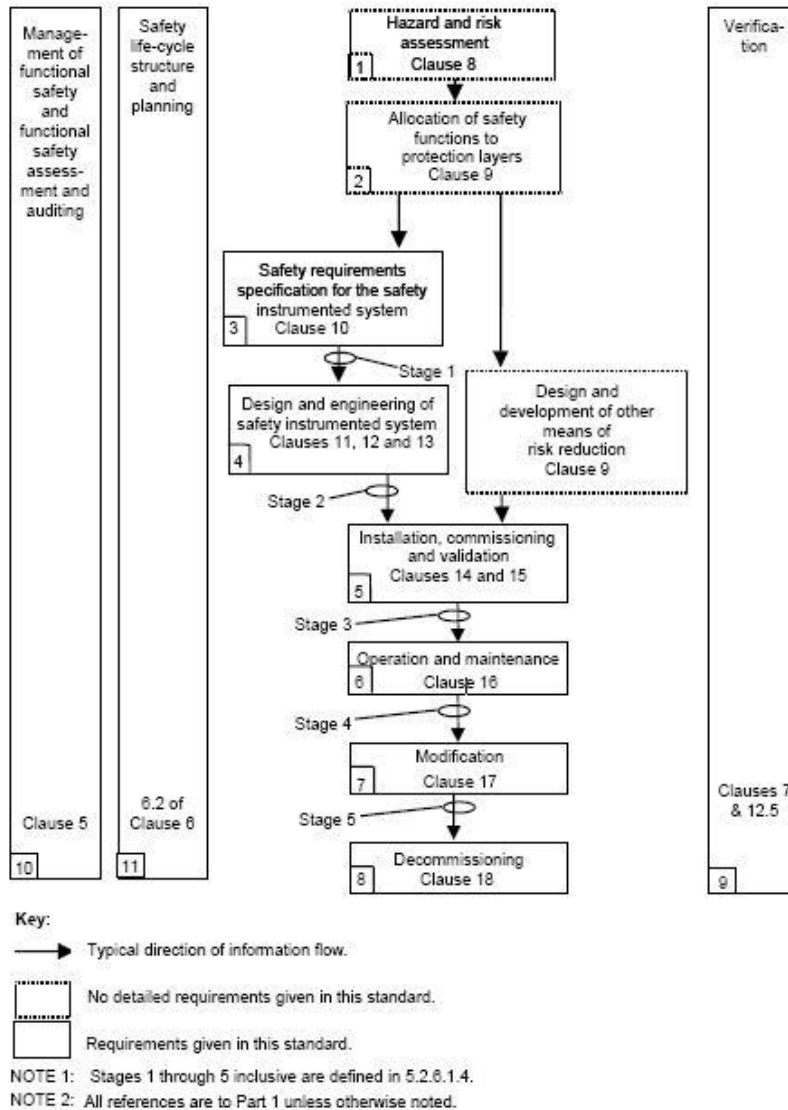 Manage-
ment of
functional
safety
and
functional
safety
assess-
ment and
auditing
Clause 5
10
Safety
life-cycle
structure
and
planning
6.2 of
Clause 6
11
Hazard and risk
assessment
Clause 8
1
Allocation of safety
functions to
protection layers
Clause 9
2
Safety requirements
specification for the safety
instrumented system
Clause 10
3
Stage 1
Design and engineering of
safety instrumented system
Clauses 11, 12 and 13
4
Design and
development of other
means of
risk reduction
Clause 9
Stage 2
Installation, commissioning
and validation
Clauses 14 and 15
5
Stage 3
Operation and maintenance
Clause 16
6
Stage 4
Modification
Clause 17
7
Stage 5
Decommissioning
Clause 18
8
Verifica-
tion
Clauses 7
& 12.5
9
Key:
Typical direction of information flow.
No detailed requirements given in this standard.
Requirements given in this standard.
NOTE 1: Stages 1 through 5 inclusive are defined in 5.2.6.1.4.
NOTE 2: All references are to Part 1 unless otherwise noted.